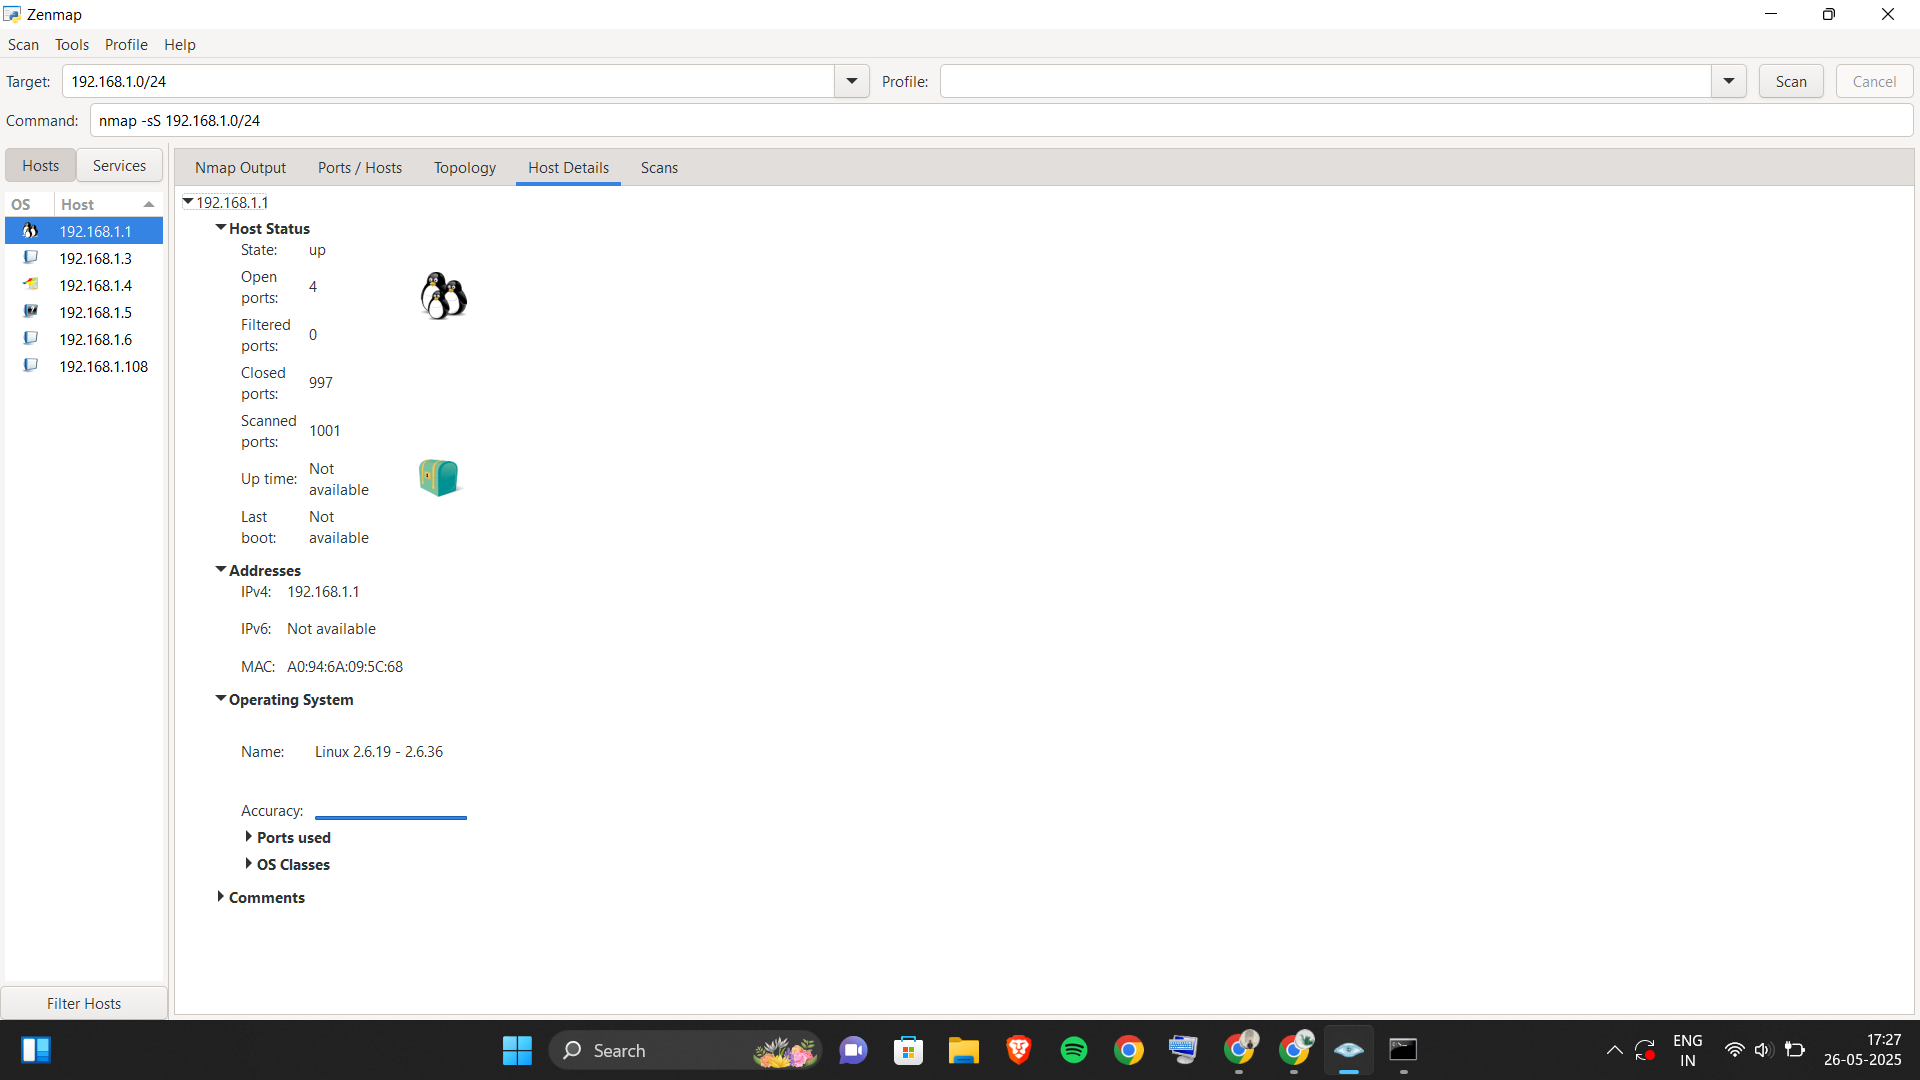 Zenmap
Scan Tools Profile Help
Target: 192.168.1.0/24 Profile: Scan Cancel
Command: nmap -sS 192.168.1.0/24
Hosts Services
Nmap Output Ports / Hosts Topology Host Details Scans
OS Host
192.168.1.1
192.168.1.3
192.168.1.4
192.168.1.5
192.168.1.6
192.168.1.108
Filter Hosts
192.168.1.1
Host Status
State: up
Open ports: 4
Filtered ports: 0
Closed ports: 997
Scanned ports: 1001
Up time: Not available
Last boot: Not available
Addresses
IPv4: 192.168.1.1
IPv6: Not available
MAC: A0:94:6A:09:5C:68
Operating System
Name: Linux 2.6.19 - 2.6.36
Accuracy:
Ports used
OS Classes
Comments
Search
ENG
IN
17:27
26-05-2025